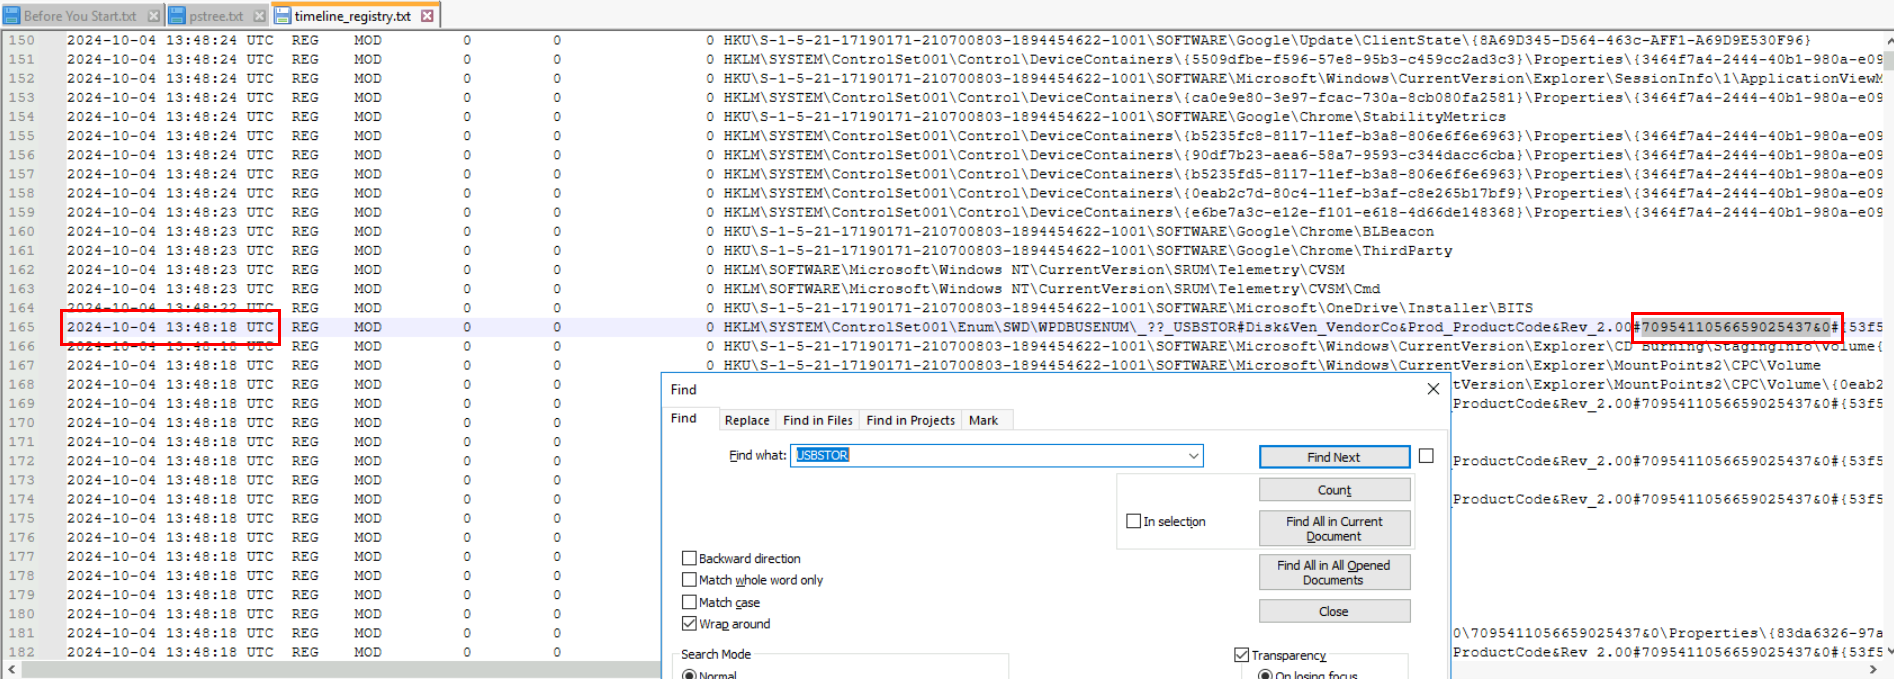 Before You Start.txt pstree.txt timeline_registry.txt
150 2024-10-04 13:48:24 UTC REG MOD 0 0 0 HKU\S-1-5-21-17190171-210700803-1894454622-1001\SOFTWARE\Google\Update\ClientState\{8A69D345-D564-463c-AFF1-A69D9E530F96}
151 2024-10-04 13:48:24 UTC REG MOD 0 0 0 HKLM\SYSTEM\ControlSet001\Control\DeviceContainers\{5509dfbe-f596-57e8-95b3-c459cc2ad3c3}\Properties\{3464f7a4-2444-40b1-980a-e09
152 2024-10-04 13:48:24 UTC REG MOD 0 0 0 HKU\S-1-5-21-17190171-210700803-1894454622-1001\SOFTWARE\Microsoft\Windows\CurrentVersion\Explorer\SessionInfo\1\ApplicationViewM
153 2024-10-04 13:48:24 UTC REG MOD 0 0 0 HKLM\SYSTEM\ControlSet001\Control\DeviceContainers\{ca0e9e80-3e97-fcac-730a-8cb080fa2581}\Properties\{3464f7a4-2444-40b1-980a-e09
154 2024-10-04 13:48:24 UTC REG MOD 0 0 0 HKU\S-1-5-21-17190171-210700803-1894454622-1001\SOFTWARE\Google\Chrome\StabilityMetrics
155 2024-10-04 13:48:24 UTC REG MOD 0 0 0 HKLM\SYSTEM\ControlSet001\Control\DeviceContainers\{b5235fc8-8117-11ef-b3a8-806e6f6e6963}\Properties\{3464f7a4-2444-40b1-980a-e09
156 2024-10-04 13:48:24 UTC REG MOD 0 0 0 HKLM\SYSTEM\ControlSet001\Control\DeviceContainers\{90df7b23-aea6-58a7-9593-c344dacc6cba}\Properties\{3464f7a4-2444-40b1-980a-e09
157 2024-10-04 13:48:24 UTC REG MOD 0 0 0 HKLM\SYSTEM\ControlSet001\Control\DeviceContainers\{b5235fd5-8117-11ef-b3a8-806e6f6e6963}\Properties\{3464f7a4-2444-40b1-980a-e09
158 2024-10-04 13:48:24 UTC REG MOD 0 0 0 HKLM\SYSTEM\ControlSet001\Control\DeviceContainers\{0eab2c7d-80c4-11ef-b3af-c8e265b17bf9}\Properties\{3464f7a4-2444-40b1-980a-e09
159 2024-10-04 13:48:23 UTC REG MOD 0 0 0 HKLM\SYSTEM\ControlSet001\Control\DeviceContainers\{e6be7a3c-e12e-f101-e618-4d66de148368}\Properties\{3464f7a4-2444-40b1-980a-e09
160 2024-10-04 13:48:23 UTC REG MOD 0 0 0 HKU\S-1-5-21-17190171-210700803-1894454622-1001\SOFTWARE\Google\Chrome\BLBeacon
161 2024-10-04 13:48:23 UTC REG MOD 0 0 0 HKU\S-1-5-21-17190171-210700803-1894454622-1001\SOFTWARE\Google\Chrome\ThirdParty
162 2024-10-04 13:48:23 UTC REG MOD 0 0 0 HKLM\SOFTWARE\Microsoft\Windows NT\CurrentVersion\SRUM\Telemetry\CVSM
163 2024-10-04 13:48:23 UTC REG MOD 0 0 0 HKLM\SOFTWARE\Microsoft\Windows NT\CurrentVersion\SRUM\Telemetry\CVSM\Cmd
164 2024-10-04 13:48:22 UTC REG MOD 0 0 0 HKU\S-1-5-21-17190171-210700803-1894454622-1001\SOFTWARE\Microsoft\OneDrive\Installer\BITS
165 2024-10-04 13:48:18 UTC REG MOD 0 0 0 HKLM\SYSTEM\ControlSet001\Enum\SWD\WPDBUSENUM\_??_USBSTOR#Disk&Ven_VendorCo&Prod_ProductCode&Rev_2.00#7095411056659025437&0#{53f5
166 2024-10-04 13:48:18 UTC REG MOD 0 0 0 HKU\S-1-5-21-17190171-210700803-1894454622-1001\SOFTWARE\Microsoft\Windows\CurrentVersion\Explorer\CD Burning\StagingInfo\Volume{
167 2024-10-04 13:48:18 UTC REG MOD 0 0 0 HKU\S-1-5-21-17190171-210700803-1894454622-1001\SOFTWARE\Microsoft\Windows\CurrentVersion\Explorer\MountPoints2\CPC\Volume
168 2024-10-04 13:48:18 UTC REG MOD 0 0 entVersion\Explorer\MountPoints2\CPC\Volume\{0eab2
169 2024-10-04 13:48:18 UTC REG MOD 0 0 _ProductCode&Rev_2.00#7095411056659025437&0#{53f5
170 2024-10-04 13:48:18 UTC REG MOD 0 0
171 2024-10-04 13:48:18 UTC REG MOD 0 0
172 2024-10-04 13:48:18 UTC REG MOD 0 0 _ProductCode&Rev_2.00#7095411056659025437&0#{53f5
173 2024-10-04 13:48:18 UTC REG MOD 0 0
174 2024-10-04 13:48:18 UTC REG MOD 0 0 _ProductCode&Rev_2.00#7095411056659025437&0#{53f5
175 2024-10-04 13:48:18 UTC REG MOD 0 0
176 2024-10-04 13:48:18 UTC REG MOD 0 0
177 2024-10-04 13:48:18 UTC REG MOD 0 0
178 2024-10-04 13:48:18 UTC REG MOD 0 0
179 2024-10-04 13:48:18 UTC REG MOD 0 0
180 2024-10-04 13:48:18 UTC REG MOD 0 0
181 2024-10-04 13:48:18 UTC REG MOD 0 0 0\7095411056659025437&0\Properties\{83da6326-97a
182 2024-10-04 13:48:18 UTC REG MOD 0 0 ProductCode&Rev 2.00#7095411056659025437&0#{53f5
Find
Find Replace Find in Files Find in Projects Mark
Find what: USBSTOR Find Next
Count
In selection
Find All in Current Document
Backward direction
Find All in All Opened Documents
Match whole word only
Match case
Close
Wrap around
Search Mode
Transparency
Normal
On losing focus